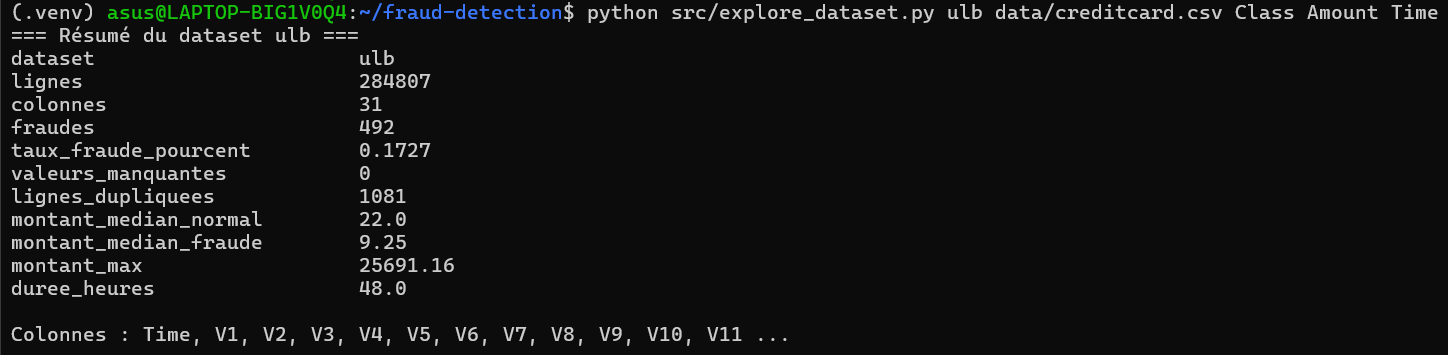 (.venv) asus@LAPTOP-BIG1V0Q4:~/fraud-detection$ python src/explore_dataset.py ulb data/creditcard.csv Class Amount Time
=== Résumé du dataset ulb ===
dataset ulb
lignes 284807
colonnes 31
fraudes 492
taux_fraude_pourcent 0.1727
valeurs_manquantes 0
lignes_dupliquees 1081
montant_median_normal 22.0
montant_median_fraude 9.25
montant_max 25691.16
duree_heures 48.0
Colonnes : Time, V1, V2, V3, V4, V5, V6, V7, V8, V9, V10, V11 ...